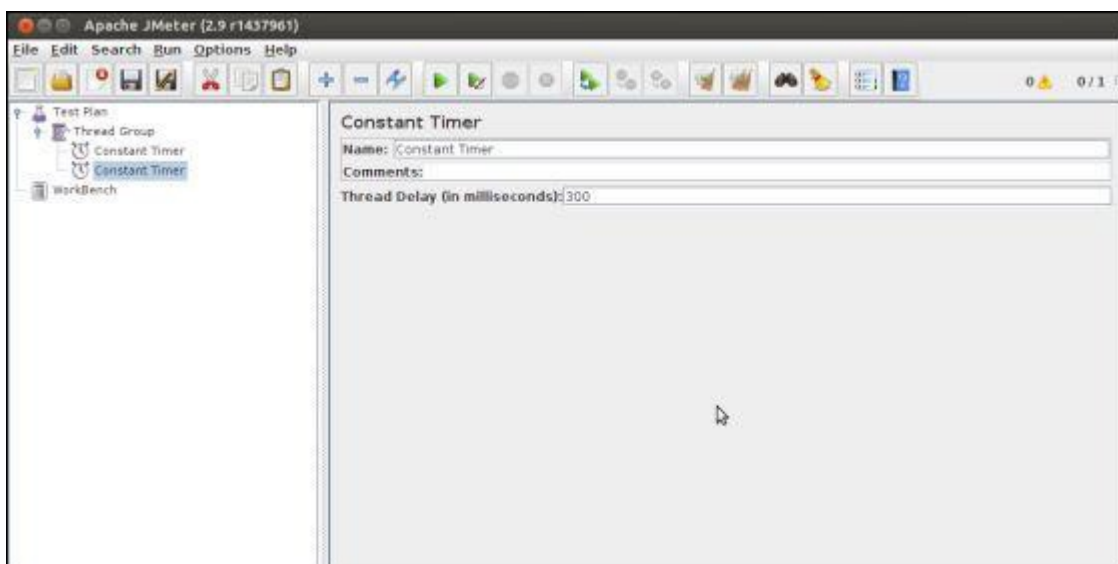 Apache JMeter (2.9 r1437961)
File Edit Search Run Options Help
0 0/1
Test Plan
Thread Group
Constant Timer
Constant Timer
WorkBench
Constant Timer
Name: Constant Timer
Comments:
Thread Delay (in milliseconds): 300